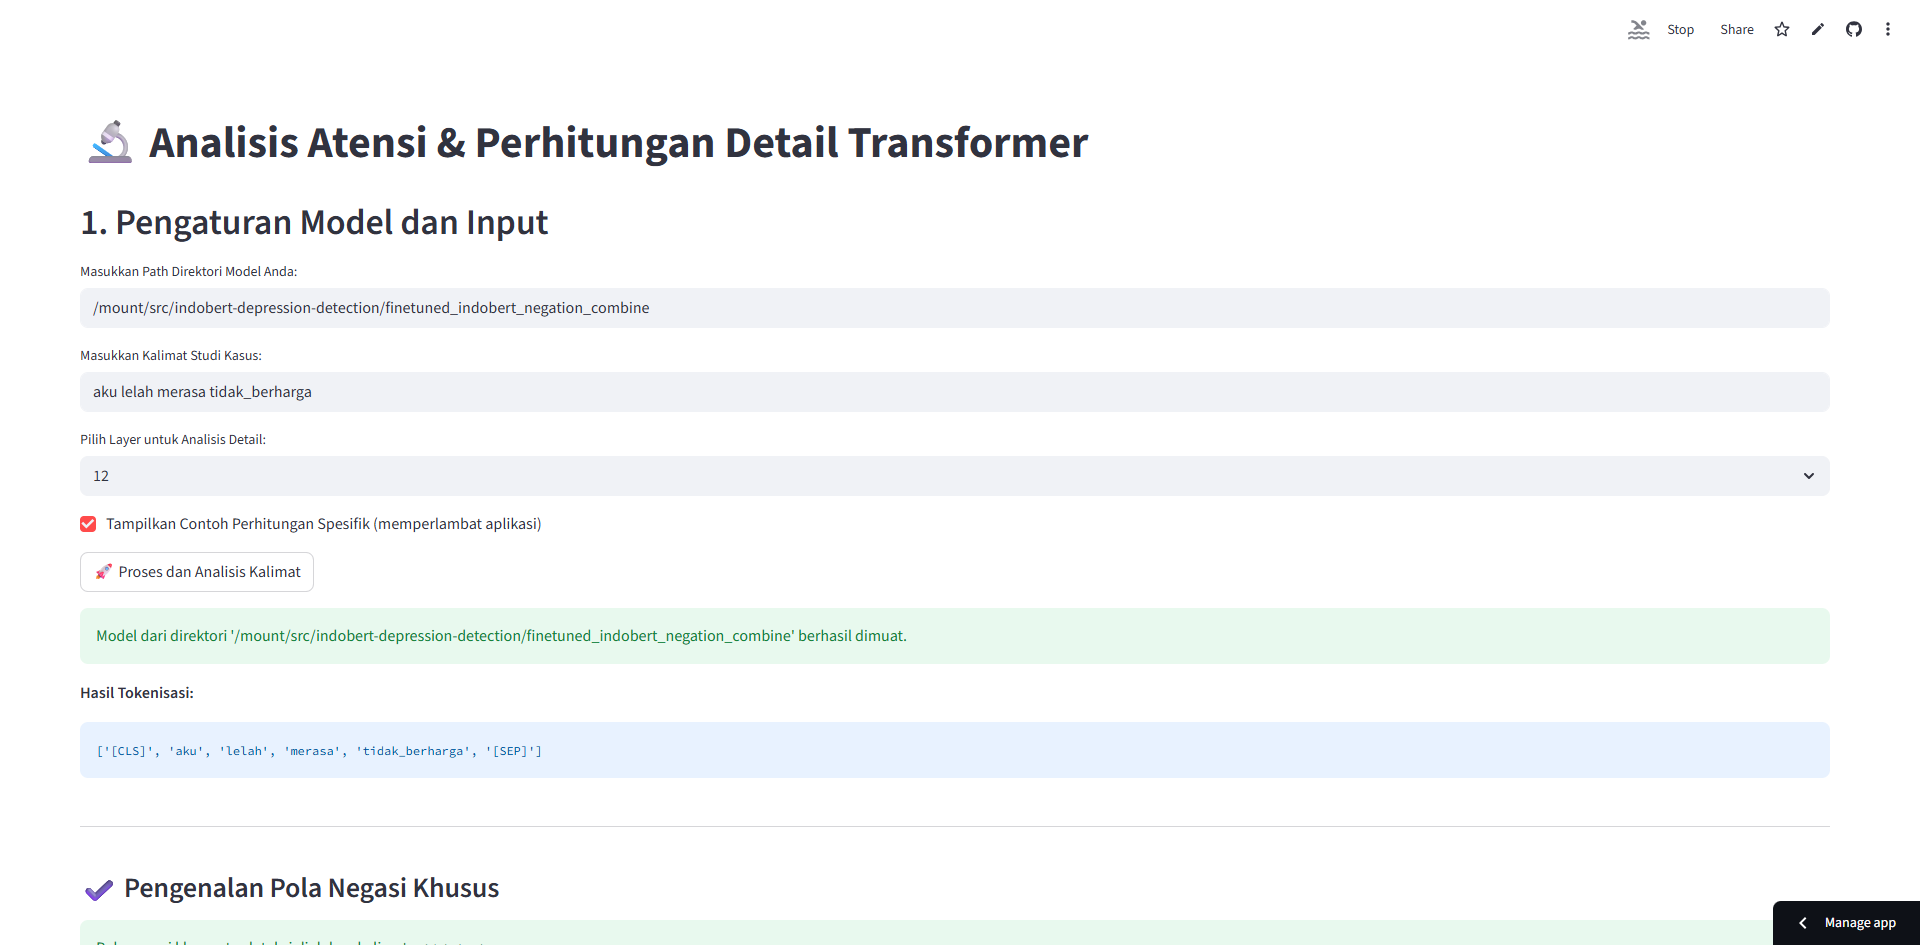 Stop Share
Analisis Atensi & Perhitungan Detail Transformer
1. Pengaturan Model dan Input
Masukkan Path Direktori Model Anda:
/mount/src/indobert-depression-detection/finetuned_indobert_negation_combine
Masukkan Kalimat Studi Kasus:
aku lelah merasa tidak_berharga
Pilih Layer untuk Analisis Detail:
12
Tampilkan Contoh Perhitungan Spesifik (memperlambat aplikasi)
Proses dan Analisis Kalimat
Model dari direktori '/mount/src/indobert-depression-detection/finetuned_indobert_negation_combine' berhasil dimuat.
Hasil Tokenisasi:
['[CLS]', 'aku', 'lelah', 'merasa', 'tidak_berharga', '[SEP]']
Pengenalan Pola Negasi Khusus
Manage app